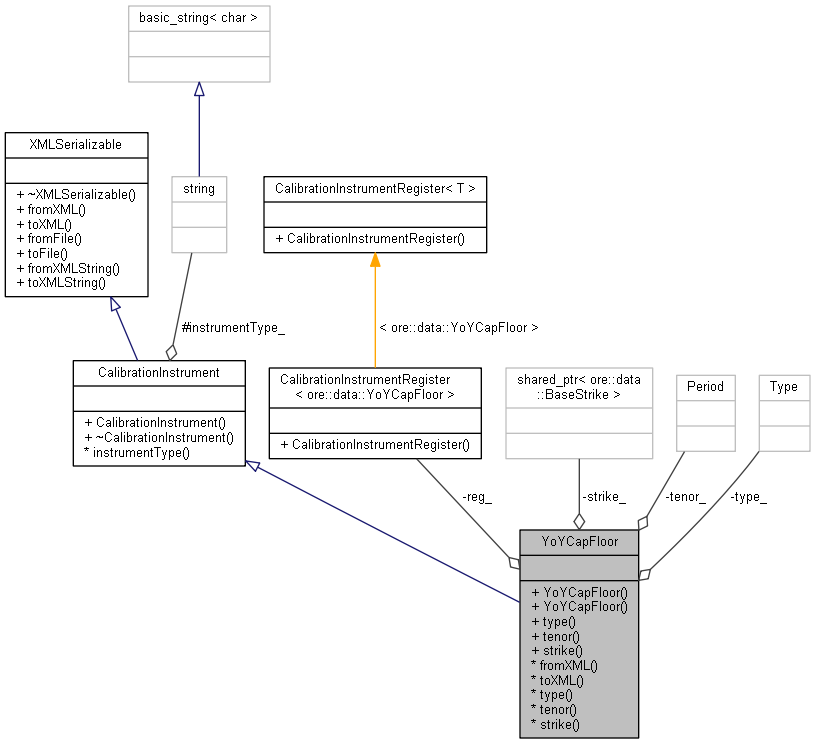 basic_string< char >
XMLSerializable
+ ~XMLSerializable()
+ fromXML()
+ toXML()
+ fromFile()
+ toFile()
+ fromXMLString()
+ toXMLString()
string
CalibrationInstrumentRegister< T >
+ CalibrationInstrumentRegister()
#instrumentType_
< ore::data::YoYCapFloor >
CalibrationInstrument
+ CalibrationInstrument()
+ ~CalibrationInstrument()
* instrumentType()
CalibrationInstrumentRegister
< ore::data::YoYCapFloor >
+ CalibrationInstrumentRegister()
shared_ptr< ore::data
::BaseStrike >
Period
Type
-reg_
-strike_
-tenor_
-type_
YoYCapFloor
+ YoYCapFloor()
+ YoYCapFloor()
+ type()
+ tenor()
+ strike()
* fromXML()
* toXML()
* type()
* tenor()
* strike()